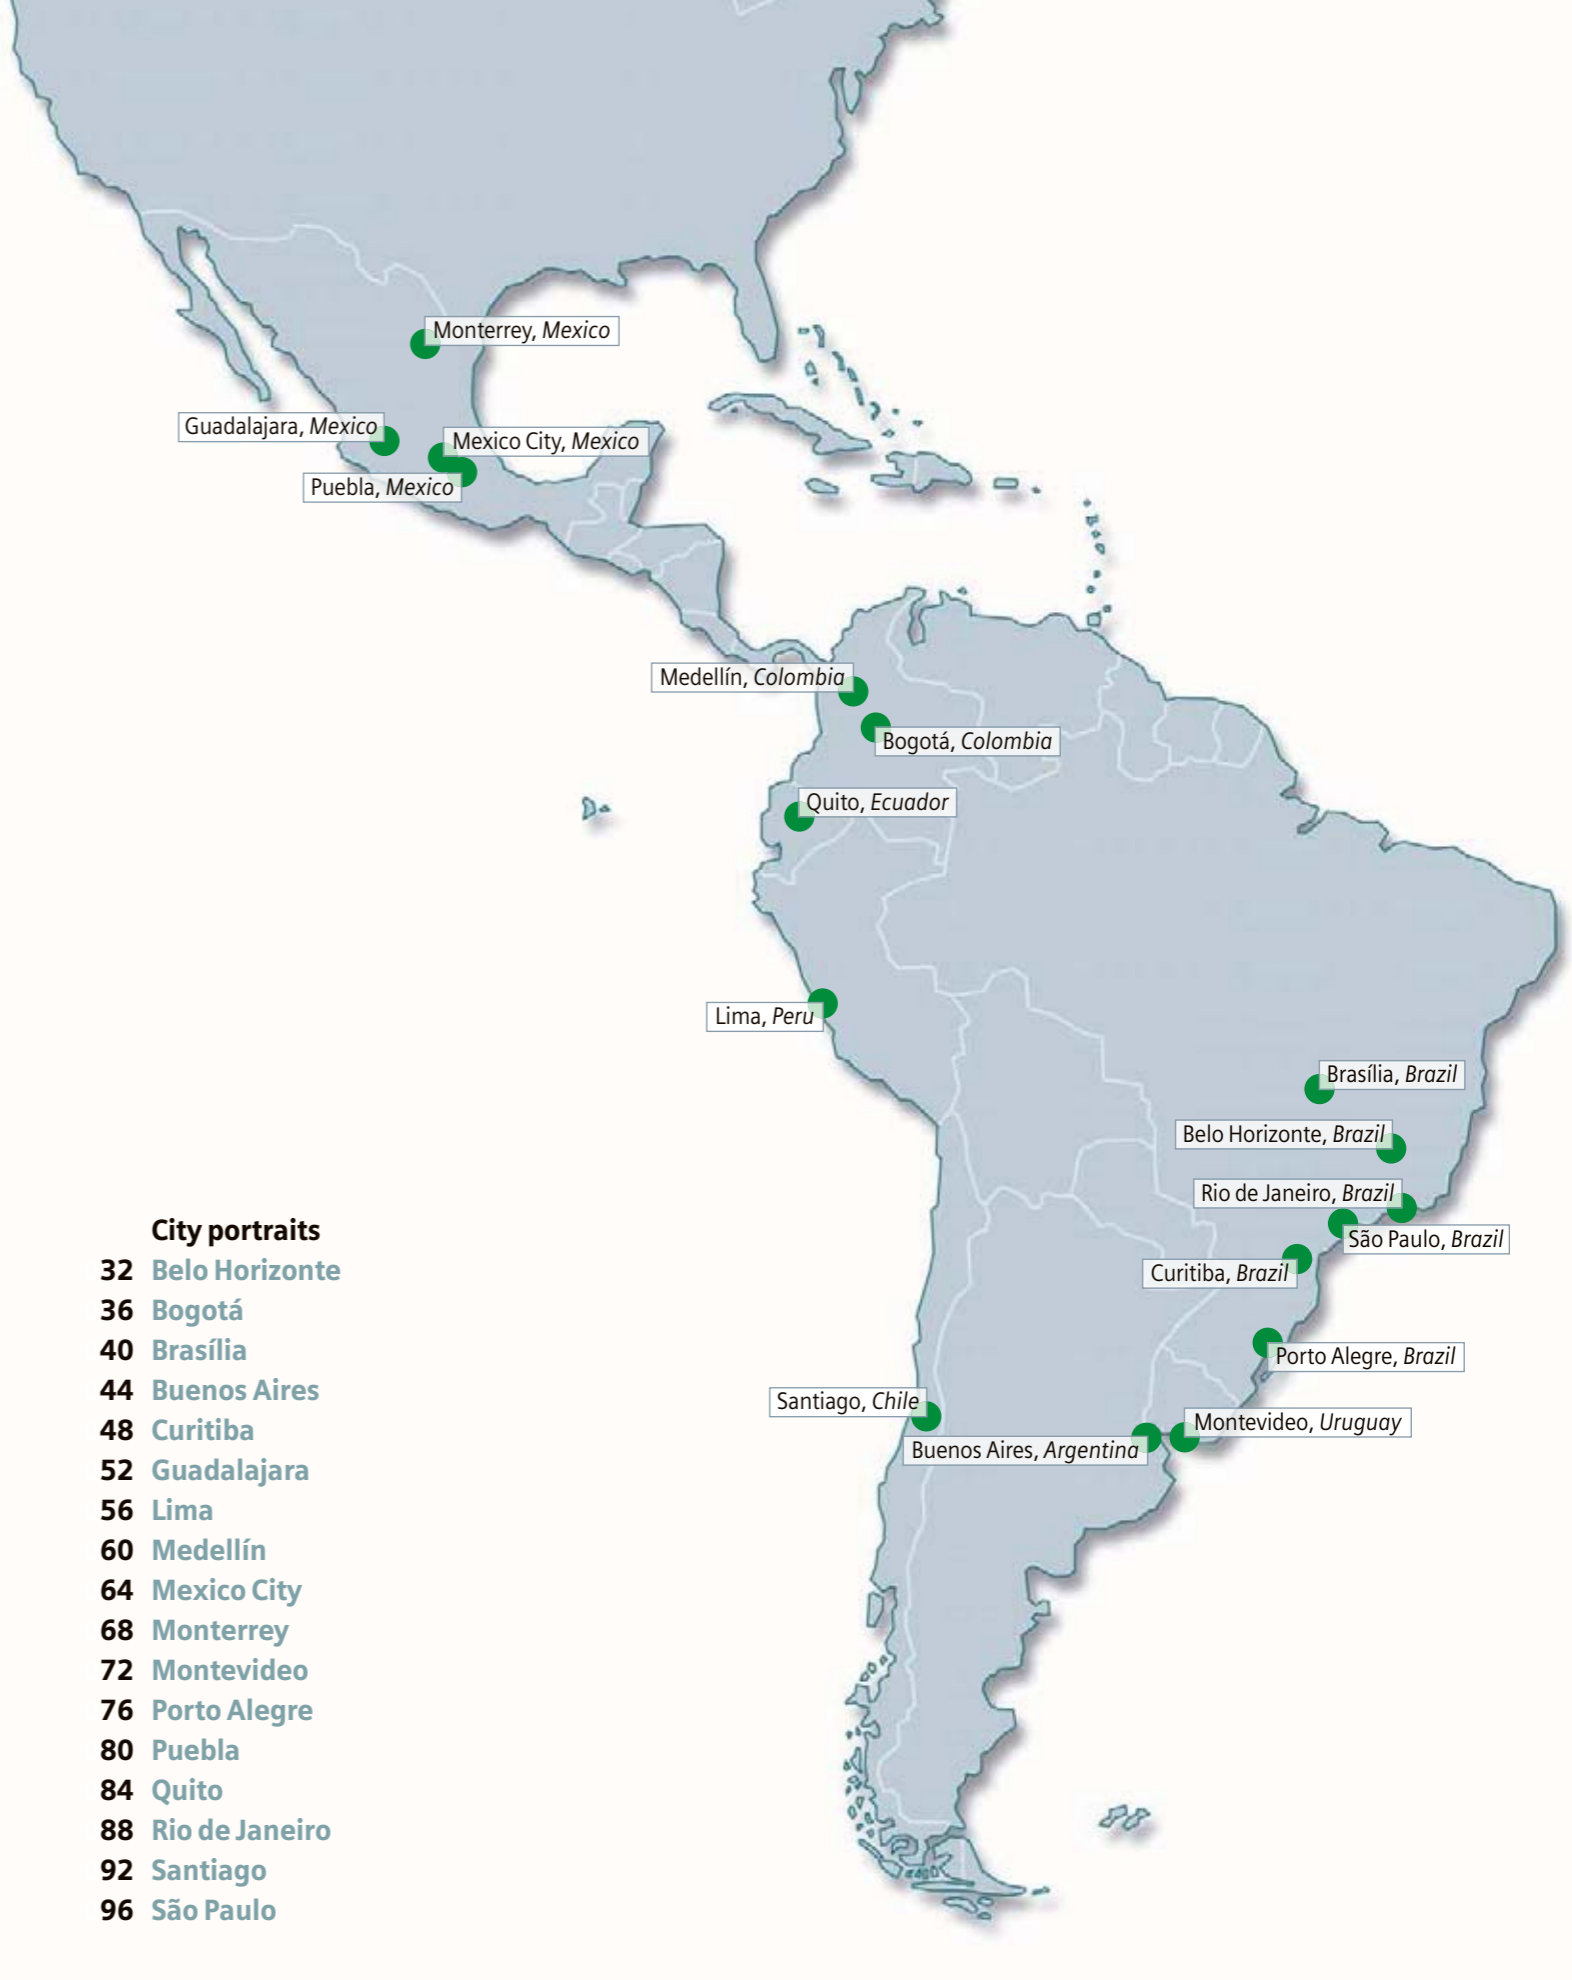 Monterrey, Mexico
Guadalajara, Mexico
Mexico City, Mexico
Puebla, Mexico
Medellín, Colombia
Bogotá, Colombia
Quito, Ecuador
Lima, Peru
Brasília, Brazil
Belo Horizonte, Brazil
Rio de Janeiro, Brazil
São Paulo, Brazil
Curitiba, Brazil
Porto Alegre, Brazil
Santiago, Chile
Montevideo, Uruguay
Buenos Aires, Argentina
City portraits
32 Belo Horizonte
36 Bogotá
40 Brasília
44 Buenos Aires
48 Curitiba
52 Guadalajara
56 Lima
60 Medellín
64 Mexico City
68 Monterrey
72 Montevideo
76 Porto Alegre
80 Puebla
84 Quito
88 Rio de Janeiro
92 Santiago
96 São Paulo